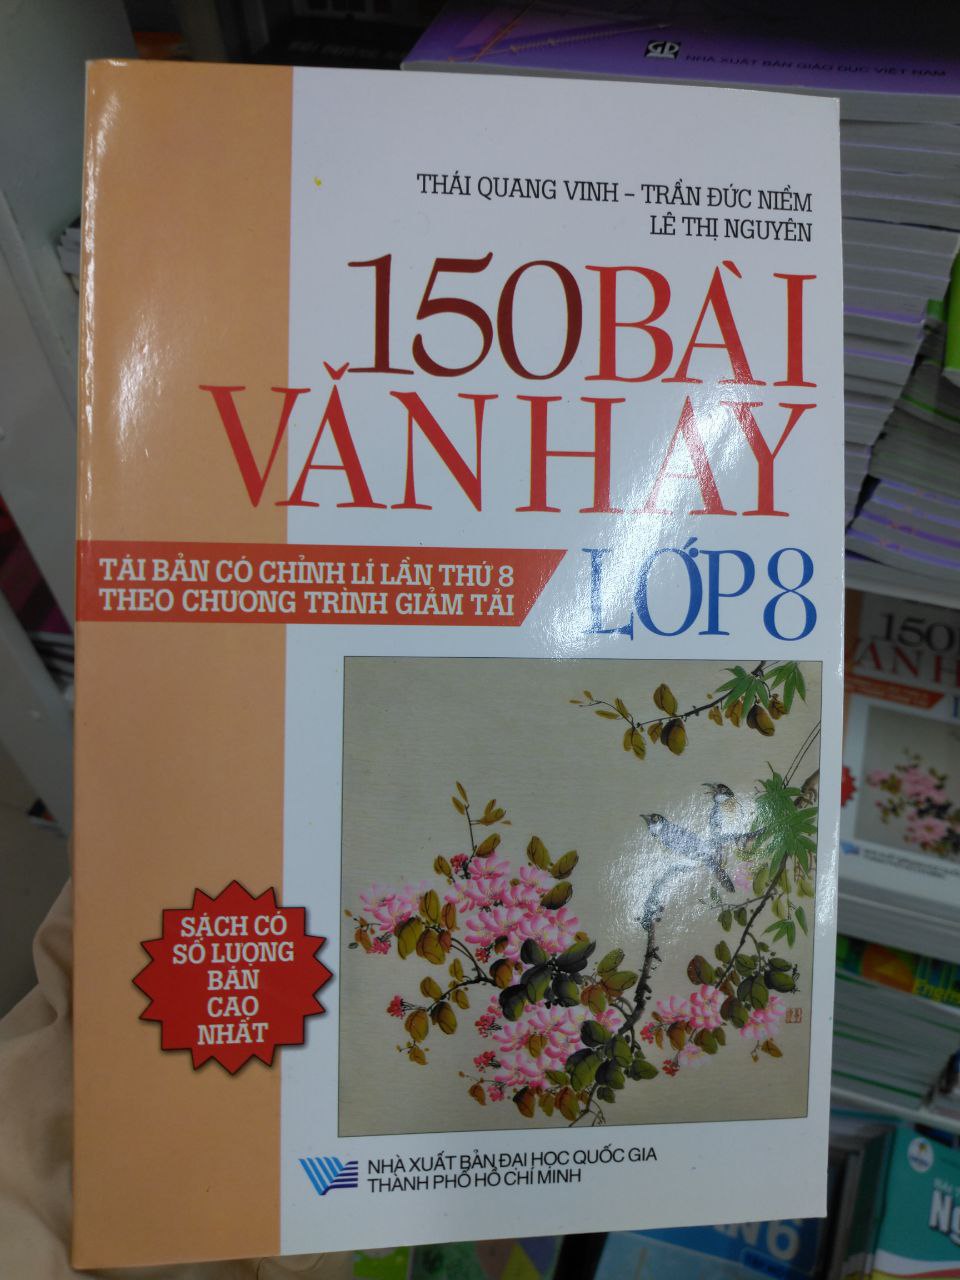 THÁI QUANG VINH – TRẦN ĐỨC NIỀM
LÊ THỊ NGUYÊN
150 BÀI
VĂN HAY
LỚP 8
TÁI BẢN CÓ CHỈNH LÍ LẦN THỨ 8
THEO CHƯƠNG TRÌNH GIẢM TẢI
SÁCH CÓ
SỐ LƯỢNG
BÁN
CAO
NHẤT
NHÀ XUẤT BẢN ĐẠI HỌC QUỐC GIA
THÀNH PHỐ HỒ CHÍ MINH
GD
NHÀ XUẤT BẢN GIÁO DỤC VIỆT NAM
150